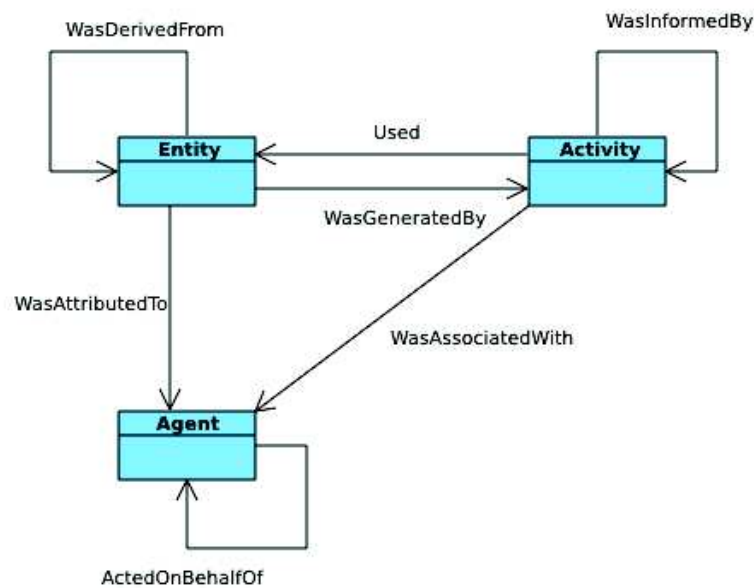 WasDerivedFrom
WasInformedBy
Used
Entity
Activity
WasGeneratedBy
WasAttributedTo
WasAssociatedWith
Agent
ActedOnBehalfOf